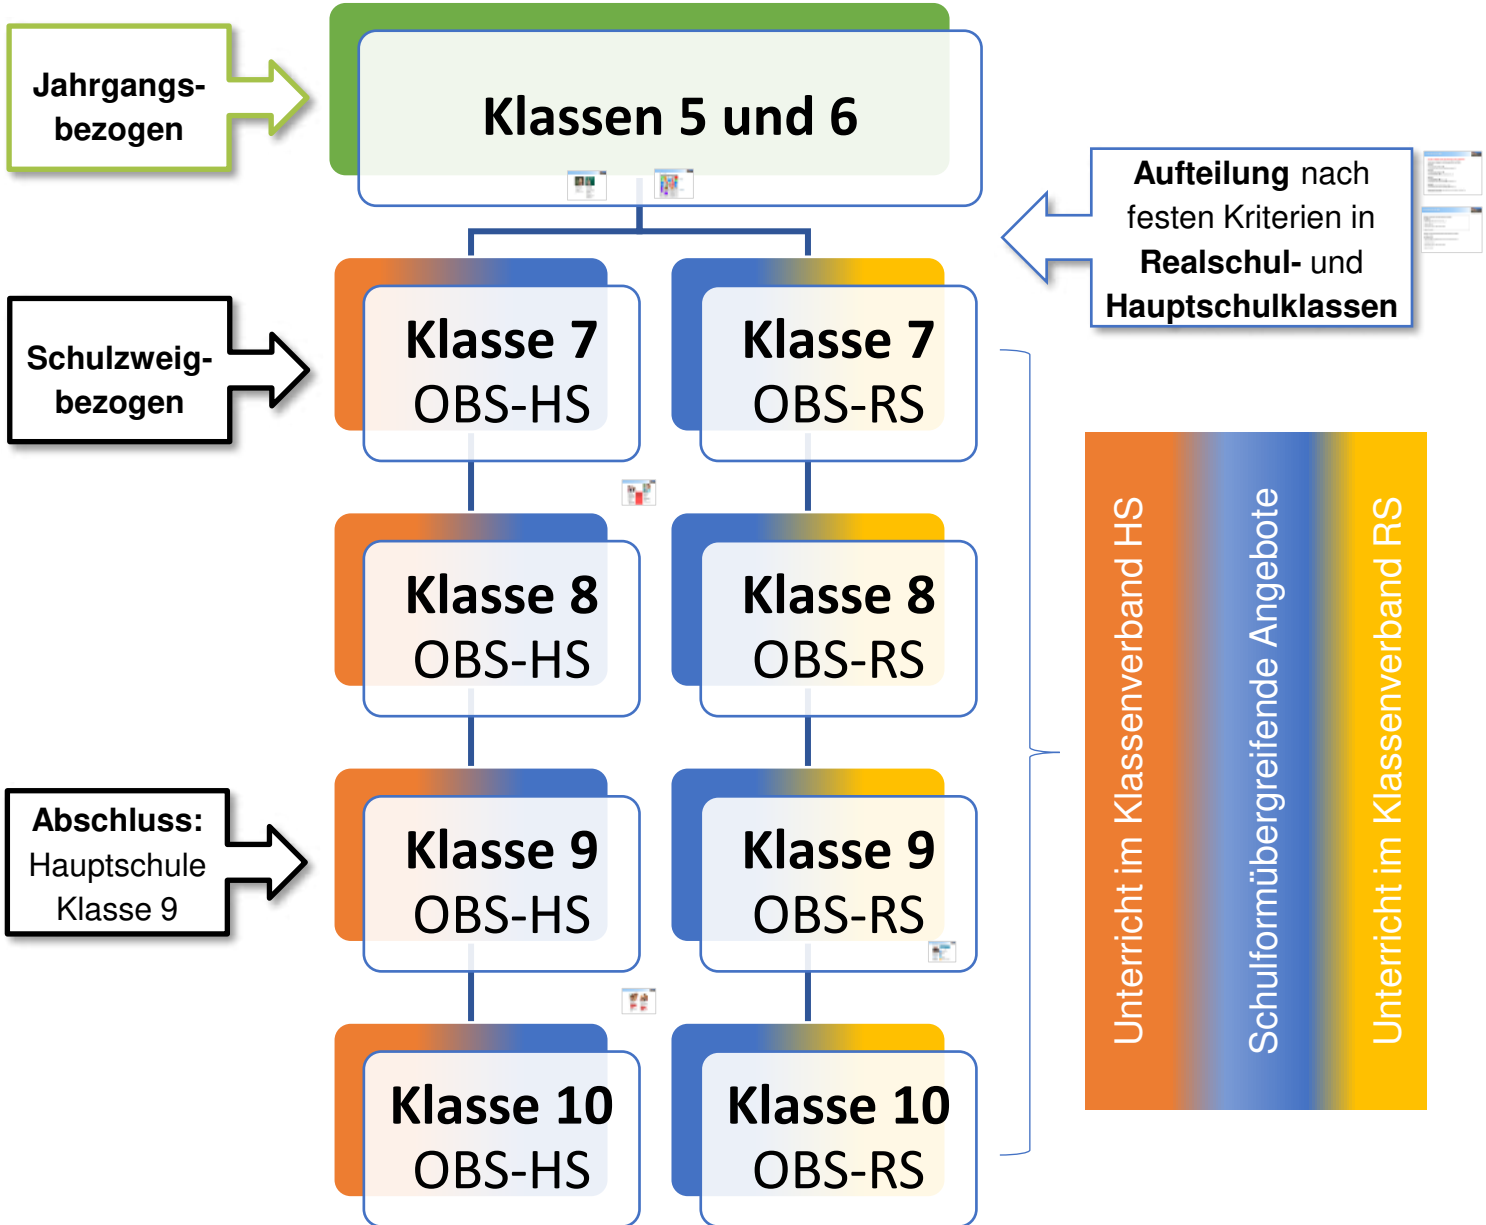 Jahrgangs-
bezogen
Klassen 5 und 6
Aufteilung nach
festen Kriterien in
Realschul- und
Hauptschulklassen
Schulzweig-
bezogen
Klasse 7
OBS-HS
Klasse 7
OBS-RS
Klasse 8
OBS-HS
Klasse 8
OBS-RS
Abschluss:
Hauptschule
Klasse 9
Klasse 9
OBS-HS
Klasse 9
OBS-RS
Klasse 10
OBS-HS
Klasse 10
OBS-RS
Unterricht im Klassenverband HS
Schulformübergreifende Angebote
Unterricht im Klassenverband RS